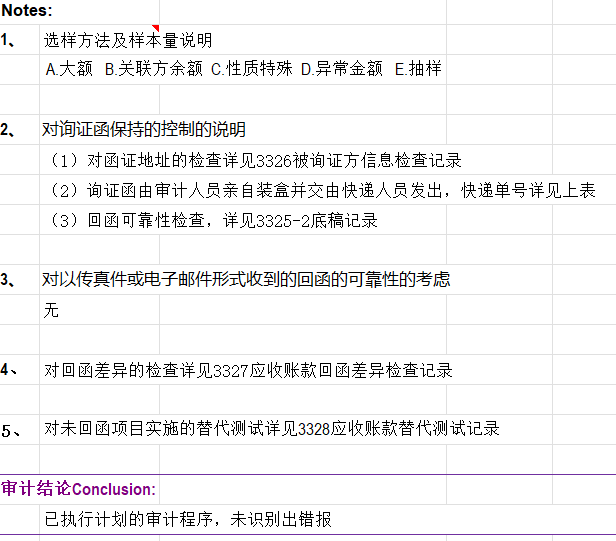 Notes:
1、 选样方法及样本量说明
A.大额 B.关联方余额 C.性质特殊 D.异常金额 E.抽样
2、 对询证函保持的控制的说明
（1）对函证地址的检查详见3326被询证方信息检查记录
（2）询证函由审计人员亲自装盒并交由快递人员发出，快递单号详见上表
（3）回函可靠性检查，详见3325-2底稿记录
3、 对以传真件或电子邮件形式收到的回函的可靠性的考虑
无
4、 对回函差异的检查详见3327应收账款回函差异检查记录
5、 对未回函项目实施的替代测试详见3328应收账款替代测试记录
审计结论Conclusion:
已执行计划的审计程序，未识别出错报